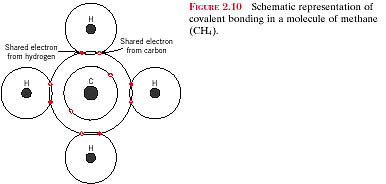 H
Shared electron
from hydrogen
Shared electron
from carbon
H
C
H
H
FIGURE 2.10 Schematic representation of
covalent bonding in a molecule of methane
(CH4).